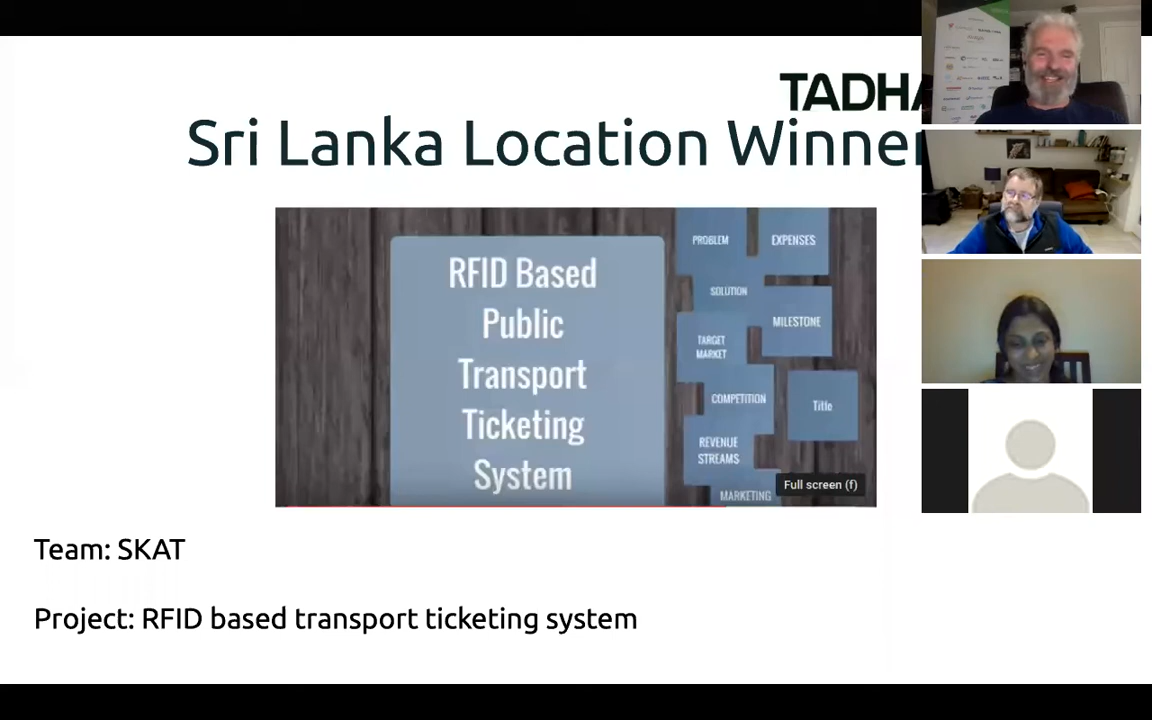 TADHA
Sri Lanka Location Winner
RFID Based
Public
Transport
Ticketing
System
PROBLEM
EXPENSES
SOLUTION
MILESTONE
TARGET
MARKET
COMPETITION
Title
REVENUE
STREAMS
MARKETING
Full screen (f)
Team: SKAT
Project: RFID based transport ticketing system